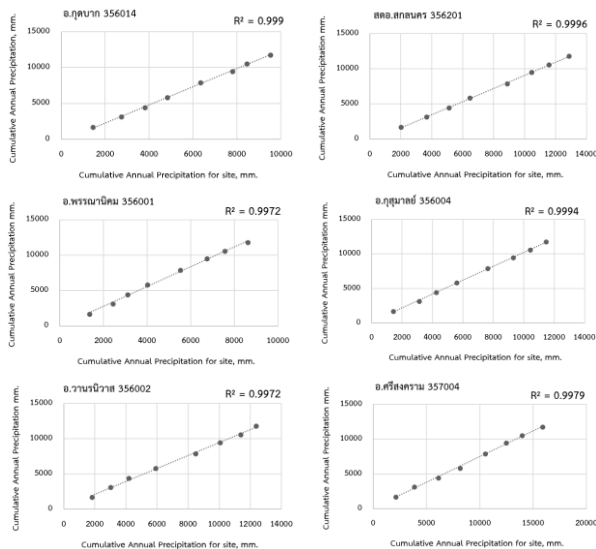 อ.กุดบาก 356014
R² = 0.999
Cumulative Annual Precipitation, mm.
15000
10000
5000
0
0 2000 4000 6000 8000 10000
Cumulative Annual Precipitation for site, mm.
สตอ.สกลนคร 356201
R² = 0.9996
Cumulative Annual Precipitation mm.
15000
10000
5000
0
0 2000 4000 6000 8000 10000 12000 14000
Cumulative Annual Precipitation for site, mm.
อ.พรรณานิคม 356001
R² = 0.9972
Cumulative Annual Precipitation mm.
15000
10000
5000
0
0 2000 4000 6000 8000 10000
Cumulative Annual Precipitation for site, mm.
อ.กุสุมาลย์ 356004
R² = 0.9994
Cumulative Annual Precipitation mm.
15000
10000
5000
0
0 2000 4000 6000 8000 10000 12000 14000
Cumulative Annual Precipitation for site, mm.
อ.วานรนิวาส 356002
R² = 0.9972
Cumulative Annual Precipitation mm.
15000
10000
5000
0
0 2000 4000 6000 8000 10000 12000 14000
Cumulative Annual Precipitation for site, mm.
อ.ศรีสงคราม 357004
R² = 0.9979
Cumulative Annual Precipitation mm.
15000
10000
5000
0
0 5000 10000 15000 20000
Cumulative Annual Precipitation for site, mm.